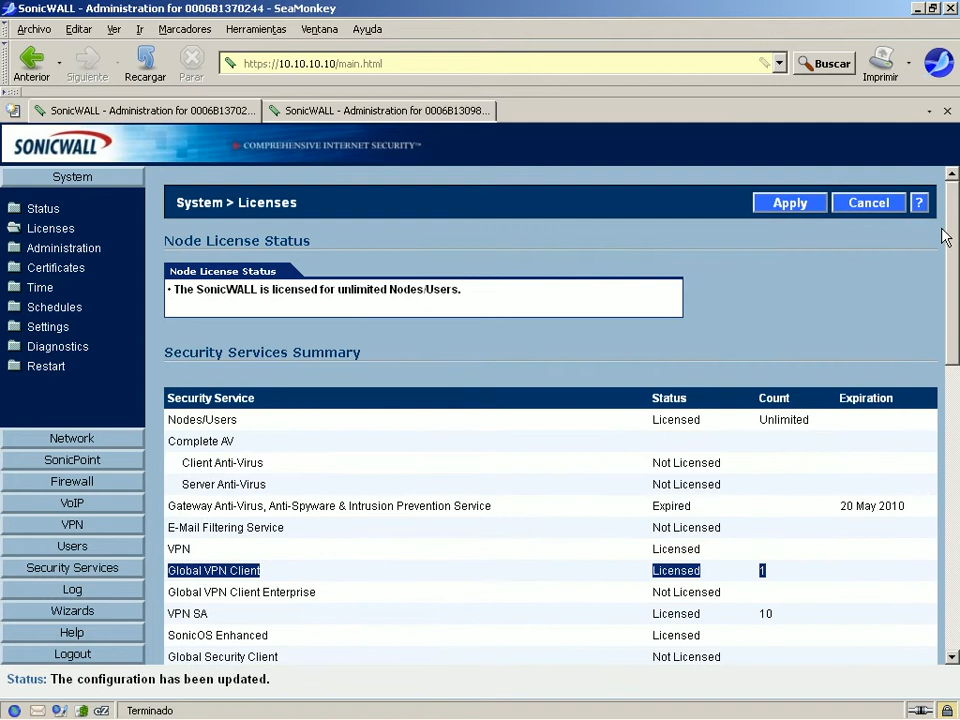 SonicWALL - Administration for 0006B1370244 - SeaMonkey
Archivo Editar Ver Ir Marcadores Herramientas Ventana Ayuda
Anterior Siguiente Recargar Parar https://10.10.10.10/main.html Buscar Imprimir
SonicWALL - Administration for 0006B13702... SonicWALL - Administration for 0006B13098...
SONICWALL COMPREHENSIVE INTERNET SECURITY™
System
Status
Licenses
Administration
Certificates
Time
Schedules
Settings
Diagnostics
Restart
Network
SonicPoint
Firewall
VoIP
VPN
Users
Security Services
Log
Wizards
Help
Logout
System > Licenses Apply Cancel ?
Node License Status
Node License Status
• The SonicWALL is licensed for unlimited Nodes/Users.
Security Services Summary
Security Service Status Count Expiration
Nodes/Users Licensed Unlimited
Complete AV
Client Anti-Virus Not Licensed
Server Anti-Virus Not Licensed
Gateway Anti-Virus, Anti-Spyware & Intrusion Prevention Service Expired 20 May 2010
E-Mail Filtering Service Not Licensed
VPN Licensed
Global VPN Client Licensed 1
Global VPN Client Enterprise Not Licensed
VPN SA Licensed 10
SonicOS Enhanced Licensed
Global Security Client Not Licensed
Status: The configuration has been updated.
Terminado